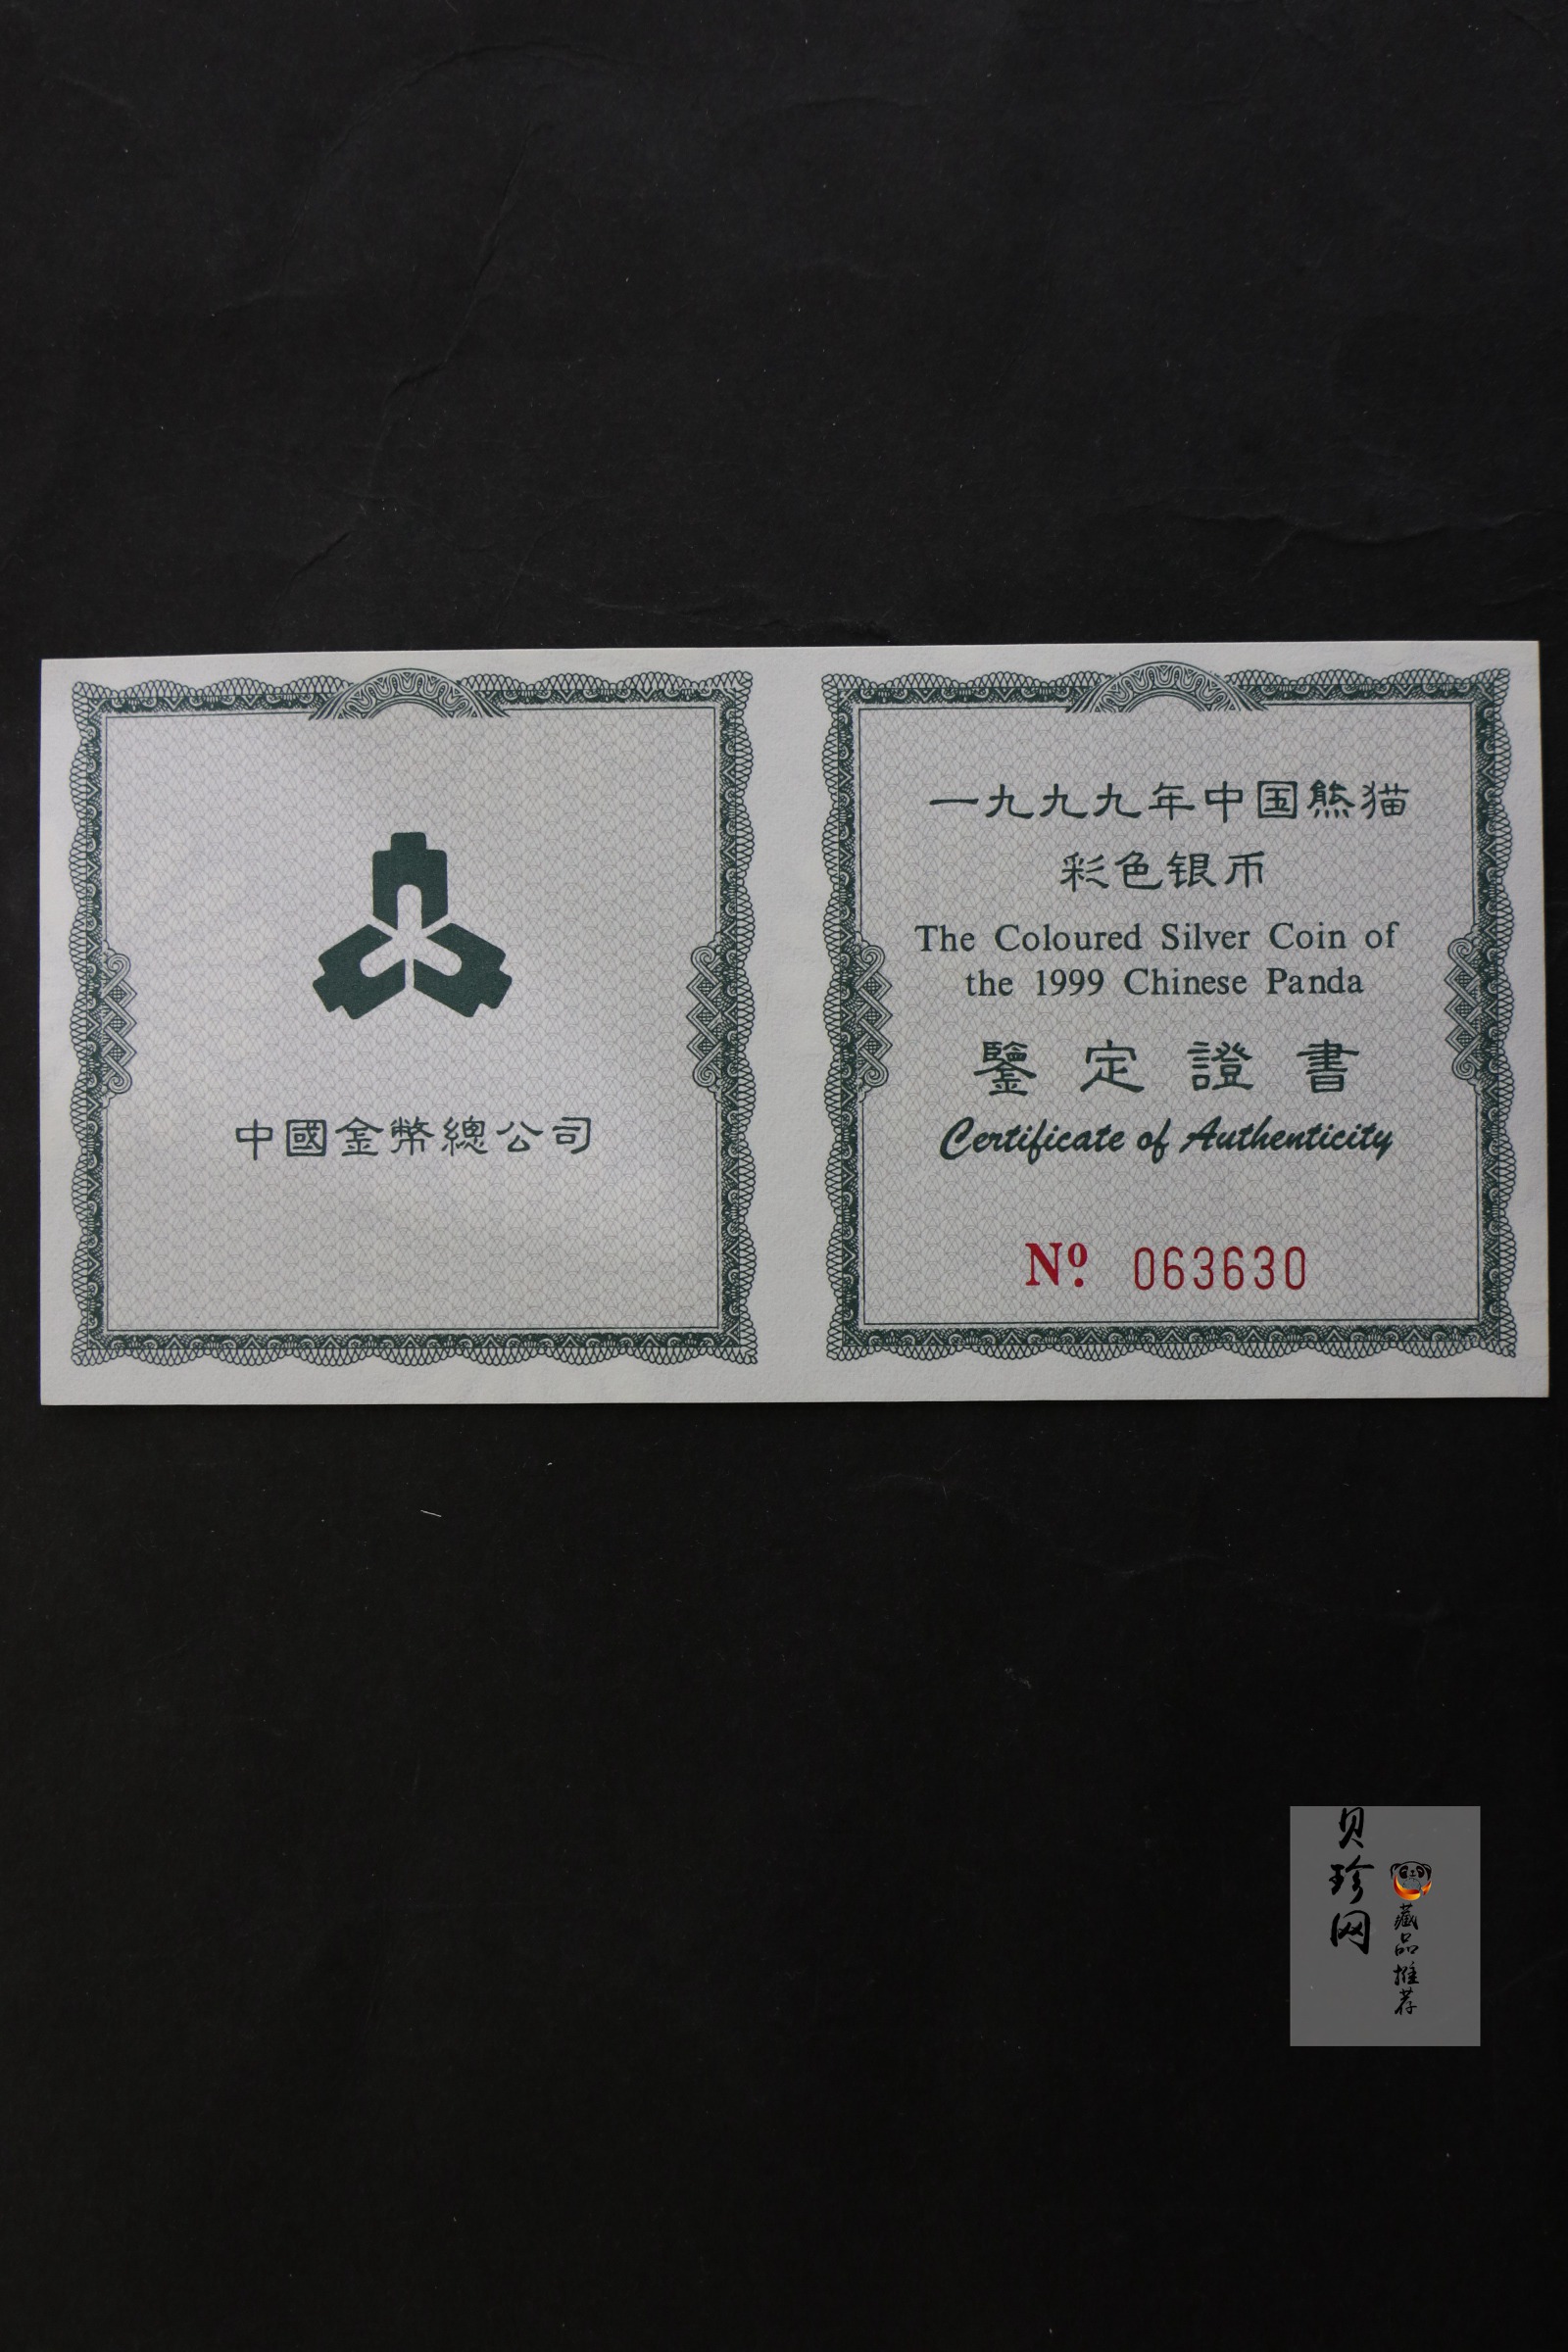 中國金幣總公司
一九九九年中国熊猫
彩色银币
The Coloured Silver Coin of
the 1999 Chinese Panda
鑒定證書
Certificate of Authenticity
Nº. 063630
贝珍网
藏品推荐